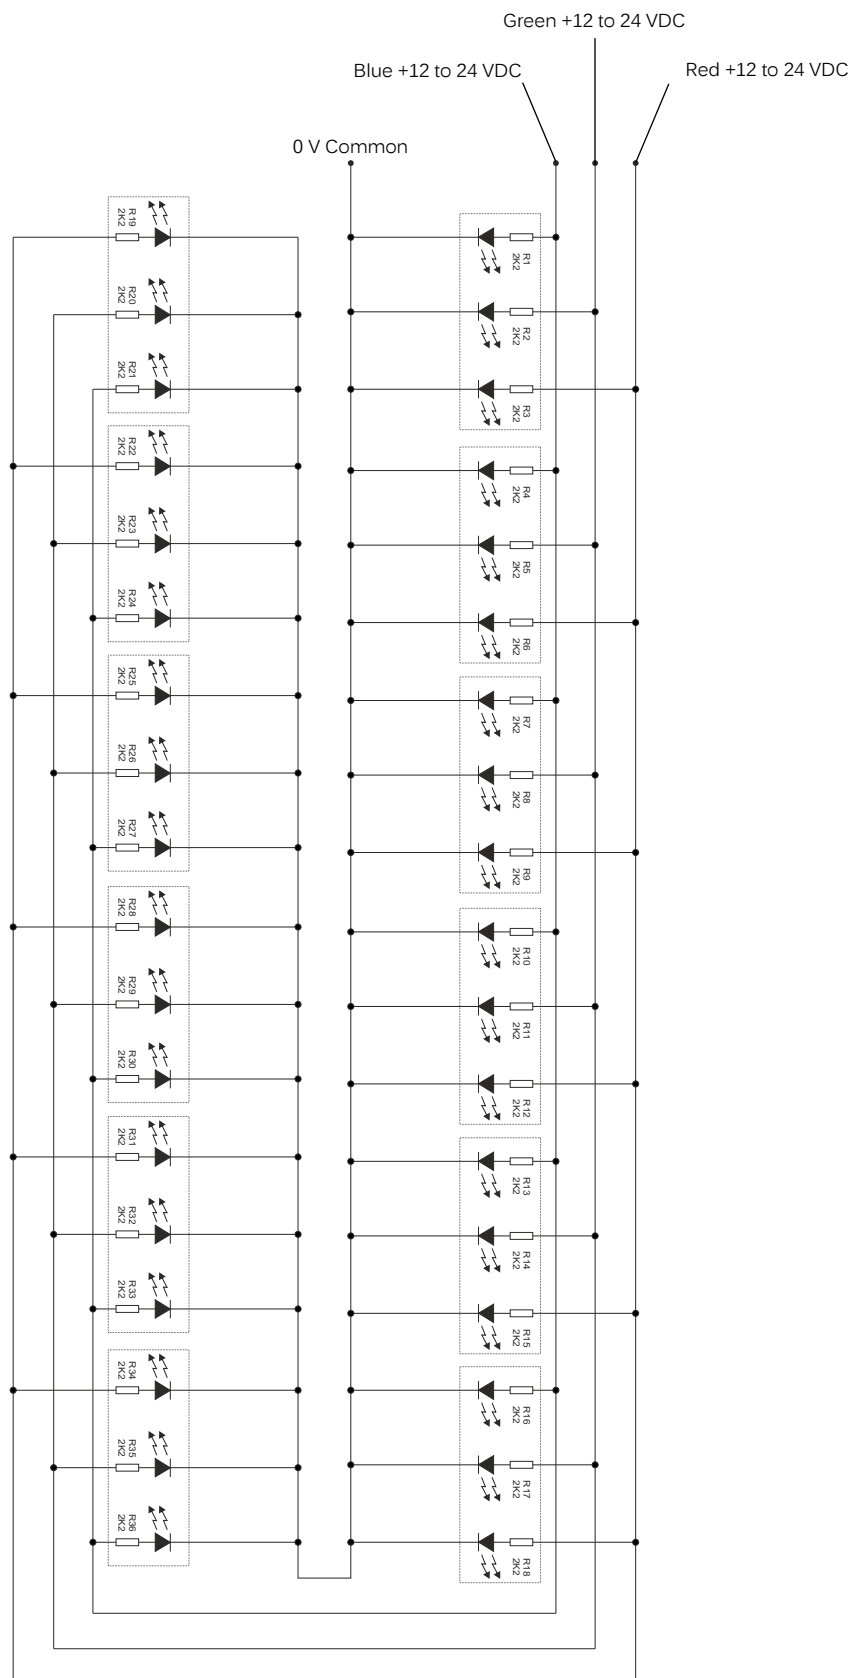 Green +12 to 24 VDC
Blue +12 to 24 VDC
Red +12 to 24 VDC
0 V Common
R19
2K2
R20
2K2
R21
2K2
R22
2K2
R23
2K2
R24
2K2
R25
2K2
R26
2K2
R27
2K2
R28
2K2
R29
2K2
R30
2K2
R31
2K2
R32
2K2
R33
2K2
R34
2K2
R35
2K2
R36
2K2
R1
2K2
R2
2K2
R3
2K2
R4
2K2
R5
2K2
R6
2K2
R7
2K2
R8
2K2
R9
2K2
R10
2K2
R11
2K2
R12
2K2
R13
2K2
R14
2K2
R15
2K2
R16
2K2
R17
2K2
R18
2K2